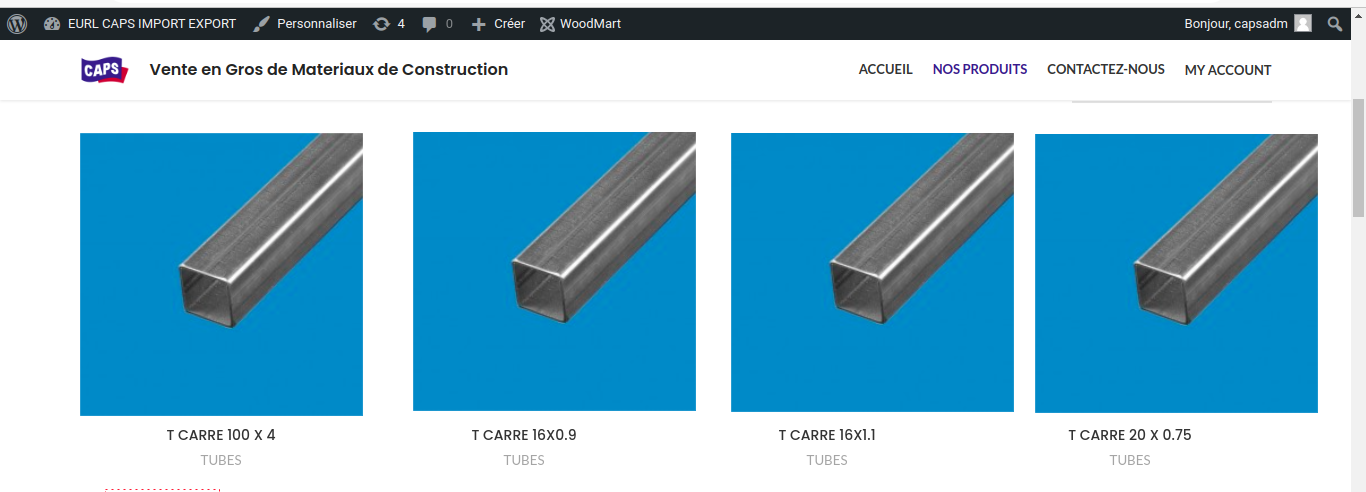 EURL CAPS IMPORT EXPORT Personnaliser 4 0 Créer WoodMart Bonjour, capsadm
CAPS Vente en Gros de Materiaux de Construction ACCUEIL NOS PRODUITS CONTACTEZ-NOUS MY ACCOUNT
T CARRE 100 X 4 T CARRE 16X0.9 T CARRE 16X1.1 T CARRE 20 X 0.75
TUBES TUBES TUBES TUBES